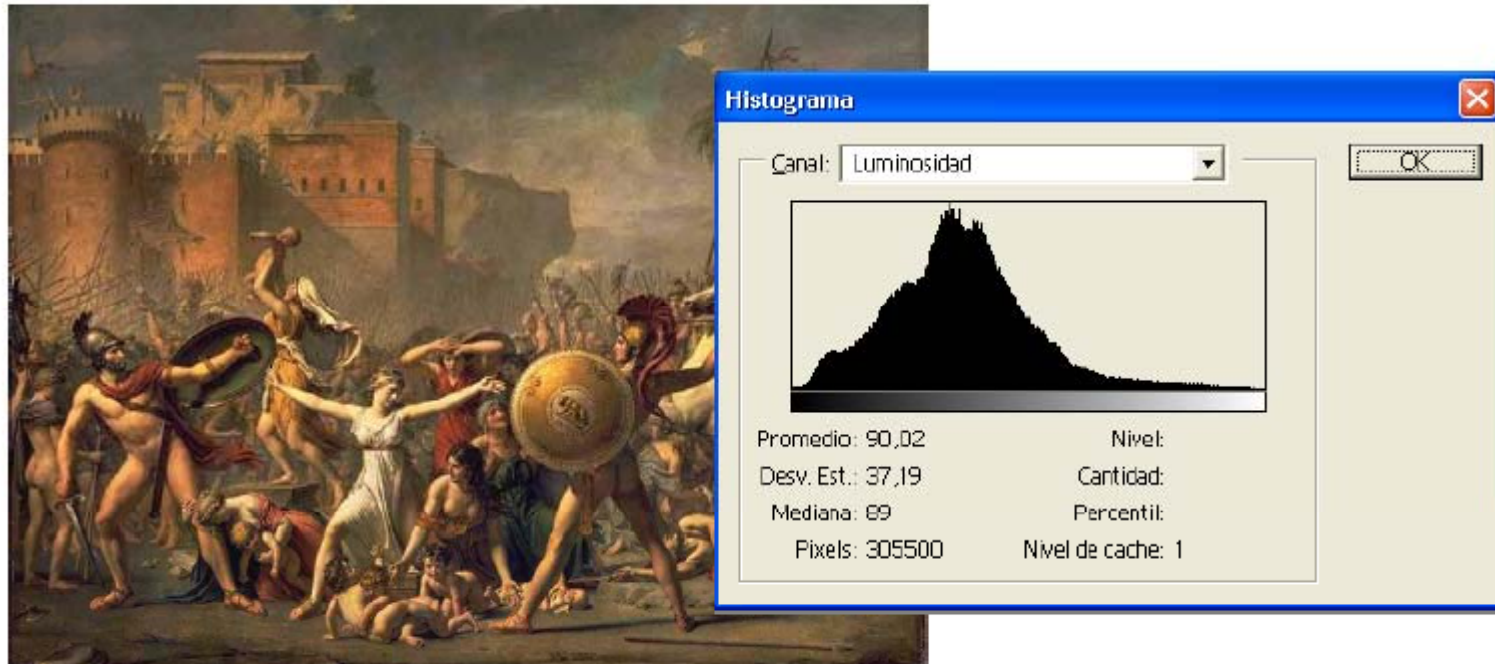 Histograma
Canal: Luminosidad
OK
Promedio: 90,02
Nivel:
Desv. Est.: 37,19
Cantidad:
Mediana: 89
Percentil:
Pixels: 305500
Nivel de cache: 1